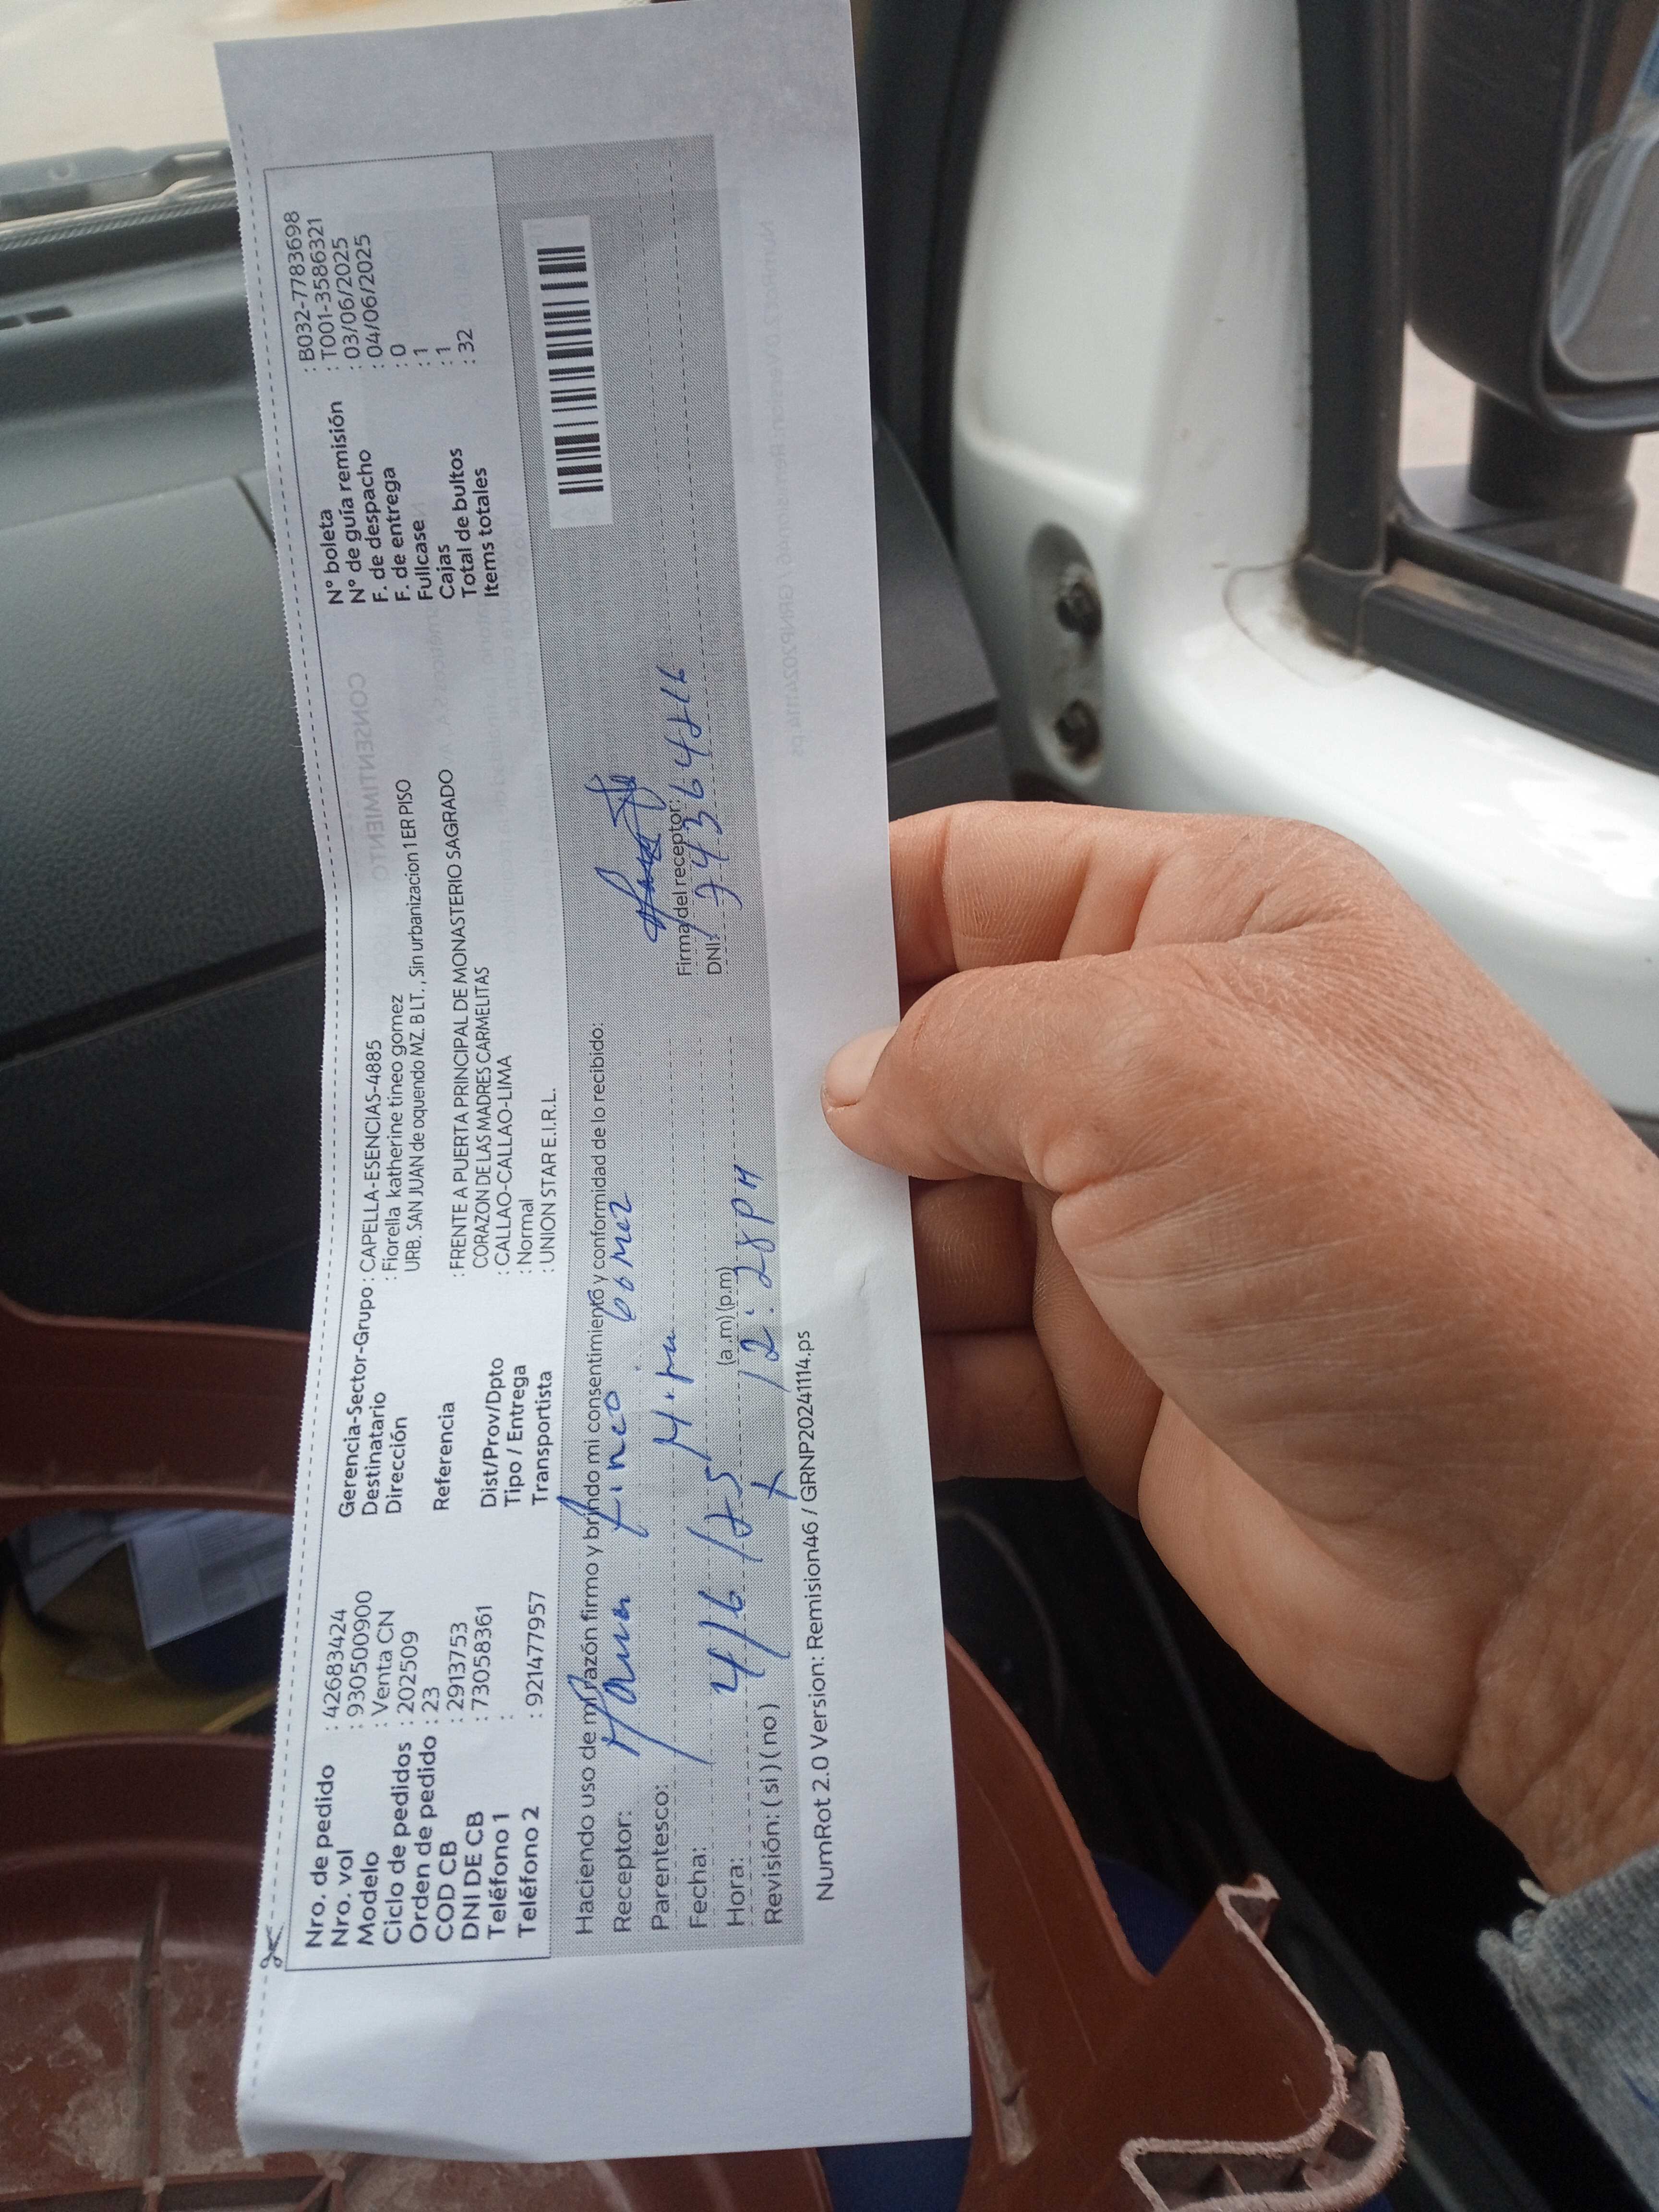 Nro. de pedido : 42683424
Nro. vol : 930500900
Modelo : Venta CN
Ciclo de pedidos : 202509
Orden de pedido : 23
COD CB : 2913753
DNI DE CB : 73058361
Teléfono 1 :
Teléfono 2 : 921477957
Gerencia-Sector-Grupo : CAPELLA-ESENCIAS-4885
Destinatario : Fiorella katherine tineo gomez
Dirección URB. SAN JUAN de oquendo MZ. B LT. , Sin urbanizacion 1 ER PISO
Referencia : FRENTE A PUERTA PRINCIPAL DE MONASTERIO SAGRADO
CORAZON DE LAS MADRES CARMELITAS
Dist/Prov/Dpto : CALLAO-CALLAO-LIMA
Tipo / Entrega : Normal
Transportista : UNION STAR E.I.R.L.
N° boleta : B032-7783698
N° de guía remisión : T001-3586321
F. de despacho : 03/06/2025
F. de entrega : 04/06/2025
Fullcase : 0
Cajas : 1
Total de bultos : 1
Items totales : 32
Haciendo uso de mi razón firmo y brindo mi consentimiento y conformidad de lo recibido:
Receptor: Tineo Gomez
Parentesco:
Fecha: 4/6/25
Hora: (a .m) (p.m) 12:28 PM
Revisión: ( si ) ( no )
Firma del receptor:
DNI:
NumRot 2.0 Version: Remision46 / GRNP20241114.ps